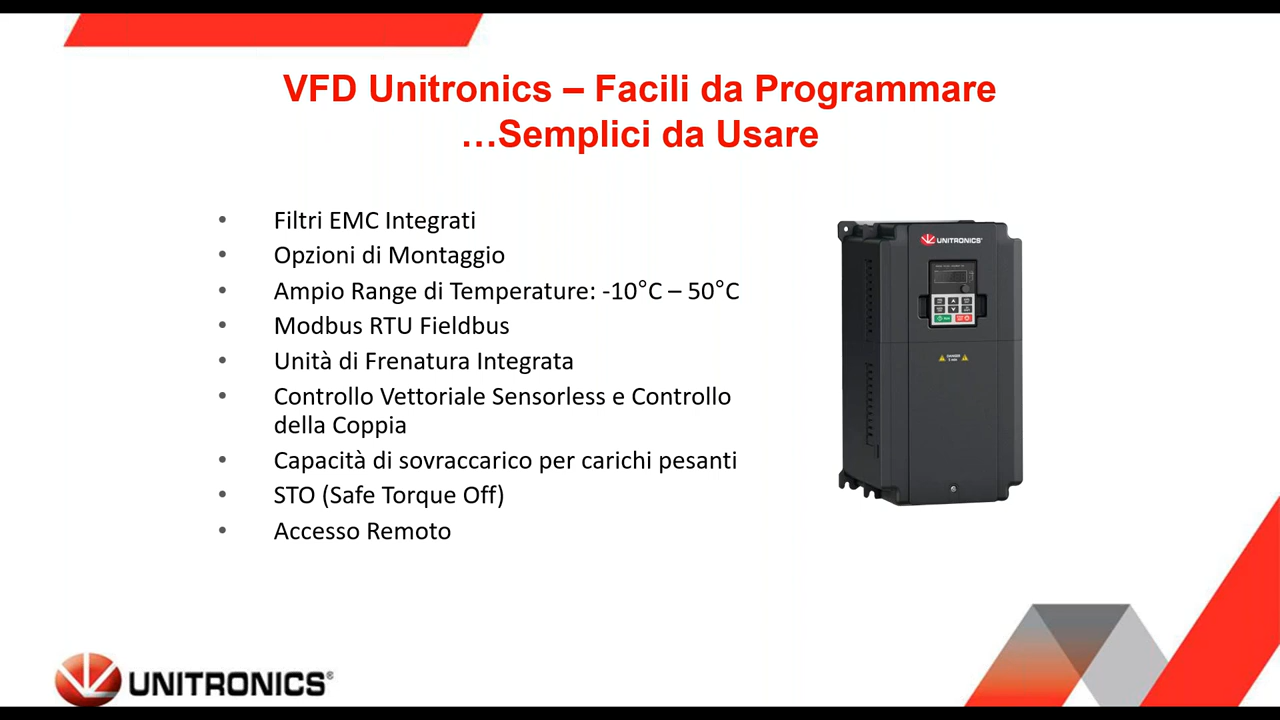 VFD Unitronics – Facili da Programmare
…Semplici da Usare
• Filtri EMC Integrati
• Opzioni di Montaggio
• Ampio Range di Temperature: -10°C – 50°C
• Modbus RTU Fieldbus
• Unità di Frenatura Integrata
• Controllo Vettoriale Sensorless e Controllo
della Coppia
• Capacità di sovraccarico per carichi pesanti
• STO (Safe Torque Off)
• Accesso Remoto
UNITRONICS®
DANGER
UNITRONICS®